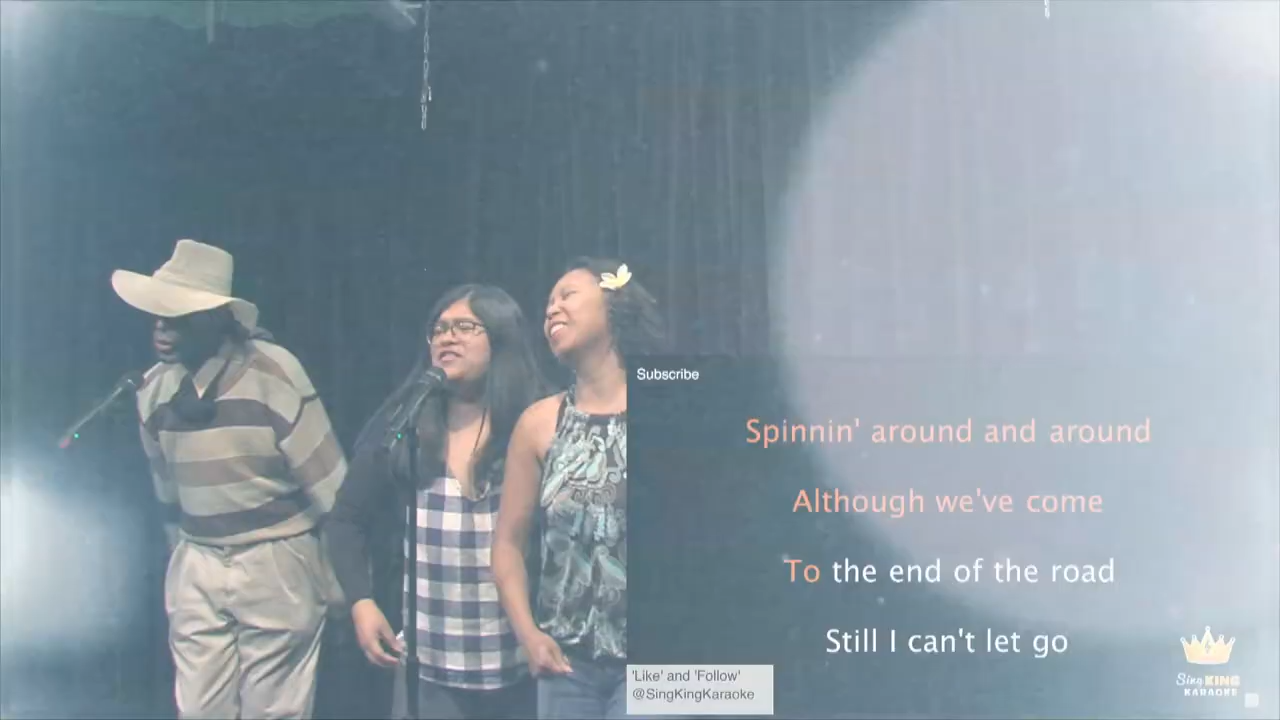 Subscribe
Spinnin' around and around
Although we've come
To the end of the road
Still I can't let go
'Like' and 'Follow'
@SingKingKaraoke
Sing KING
KARAOKE